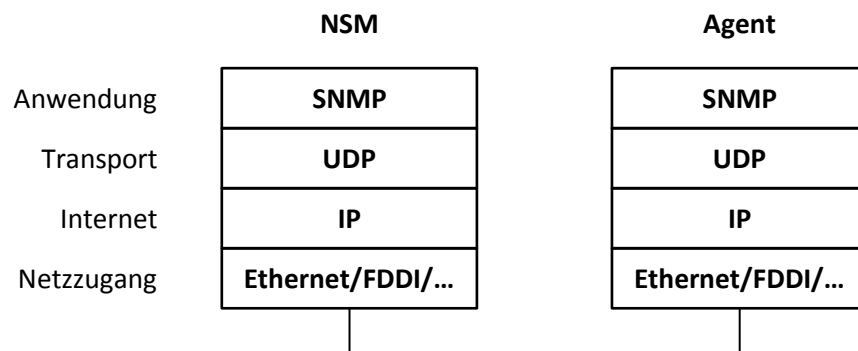 NSM Agent
Anwendung SNMP SNMP
Transport UDP UDP
Internet IP IP
Netzzugang Ethernet/FDDI/... Ethernet/FDDI/...